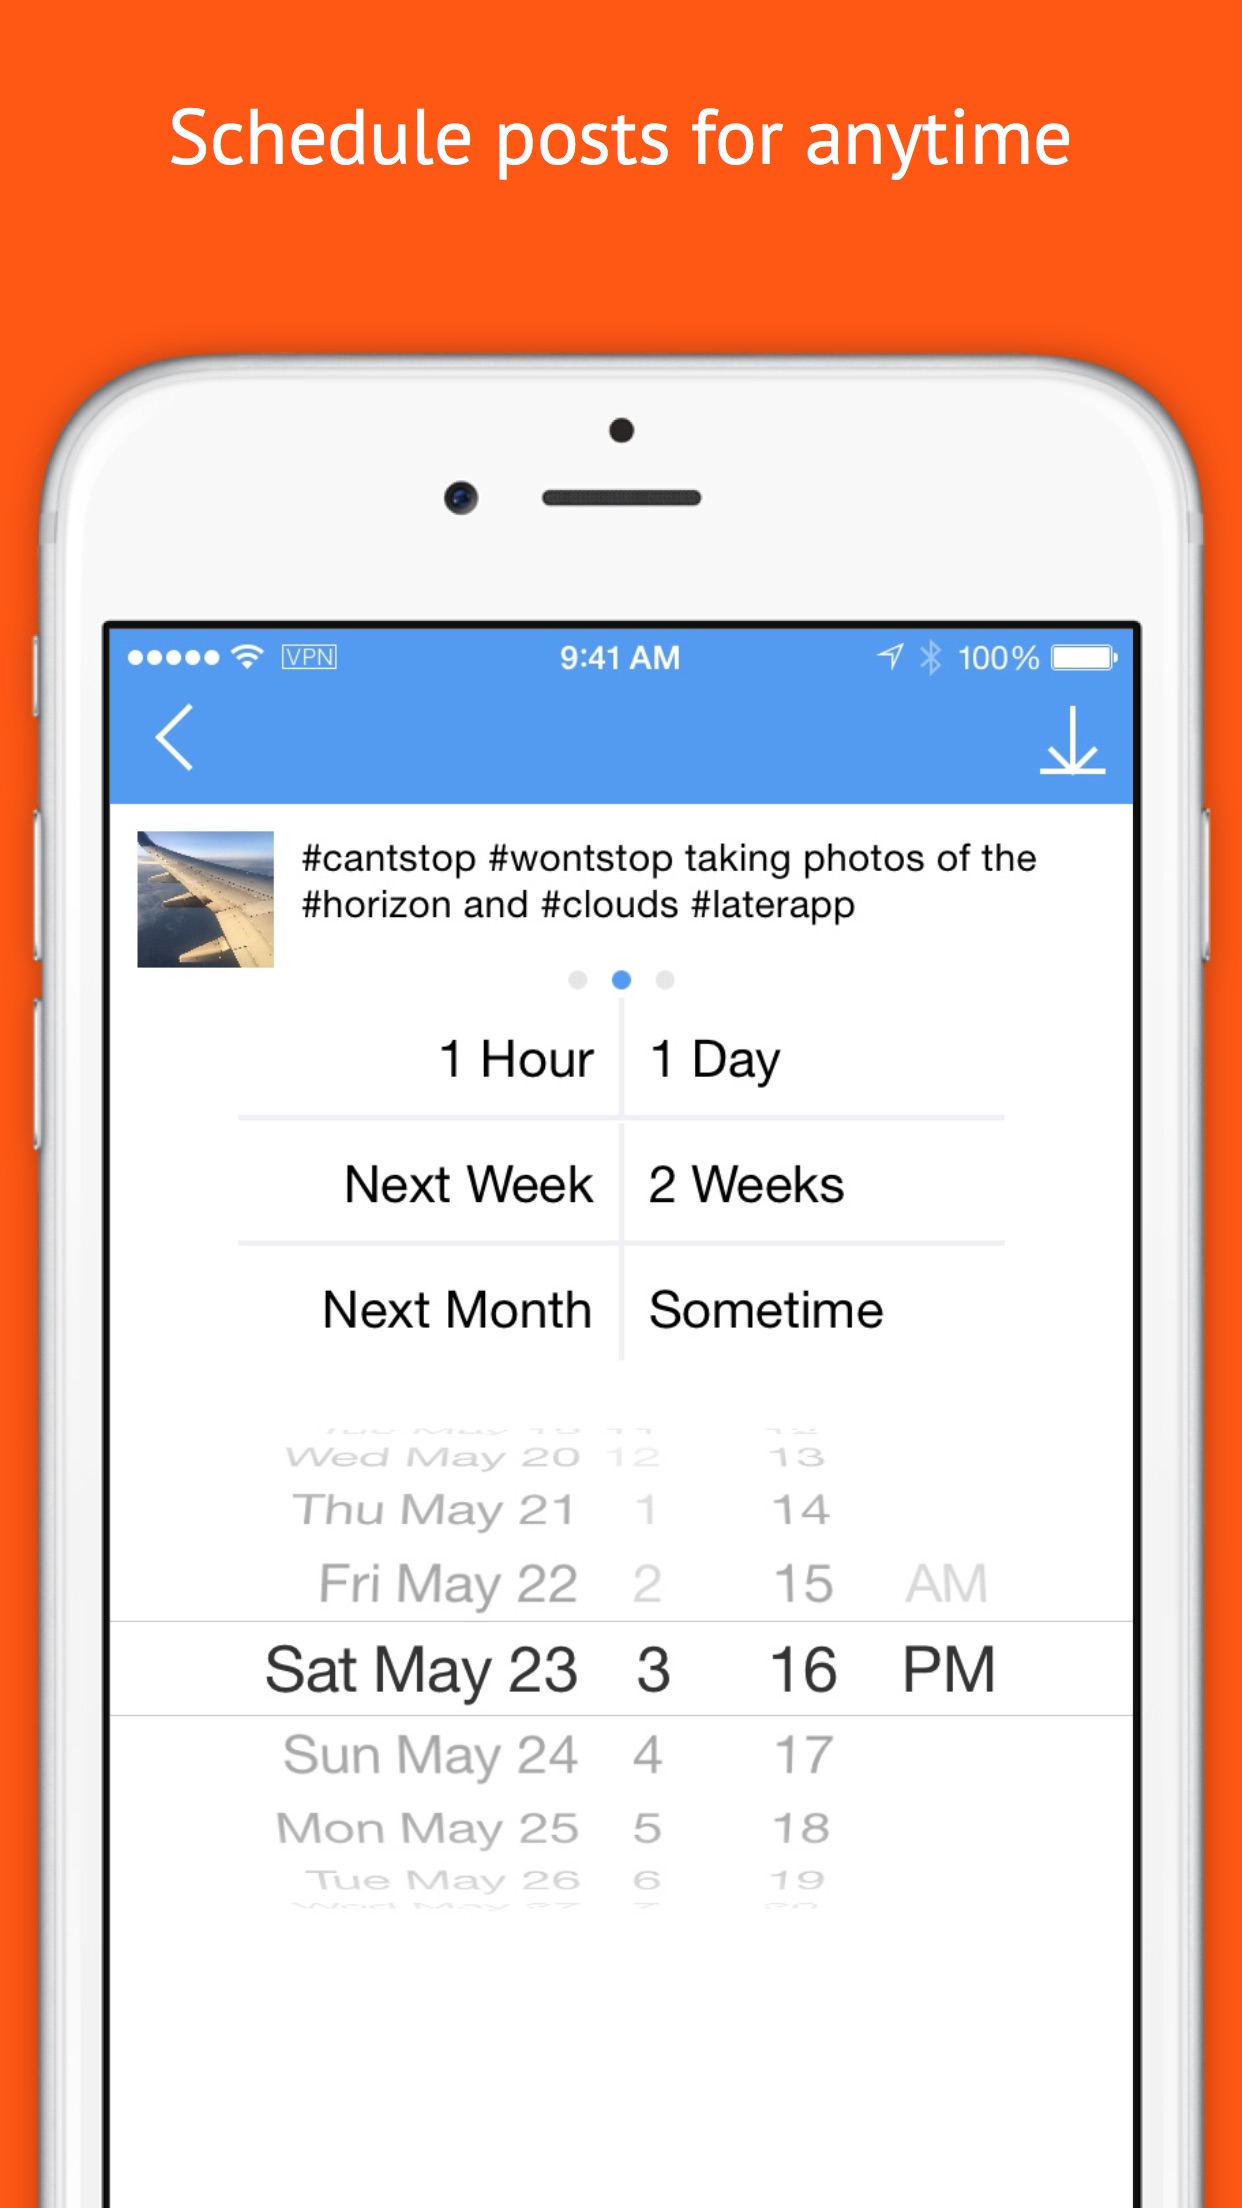 Schedule posts for anytime
VPN 9:41 AM 100%
#cantstop #wontstop taking photos of the
#horizon and #clouds #laterapp
1 Hour 1 Day
Next Week 2 Weeks
Next Month Sometime
Wed May 20 12 13
Thu May 21 1 14
Fri May 22 2 15 AM
Sat May 23 3 16 PM
Sun May 24 4 17
Mon May 25 5 18
Tue May 26 6 19